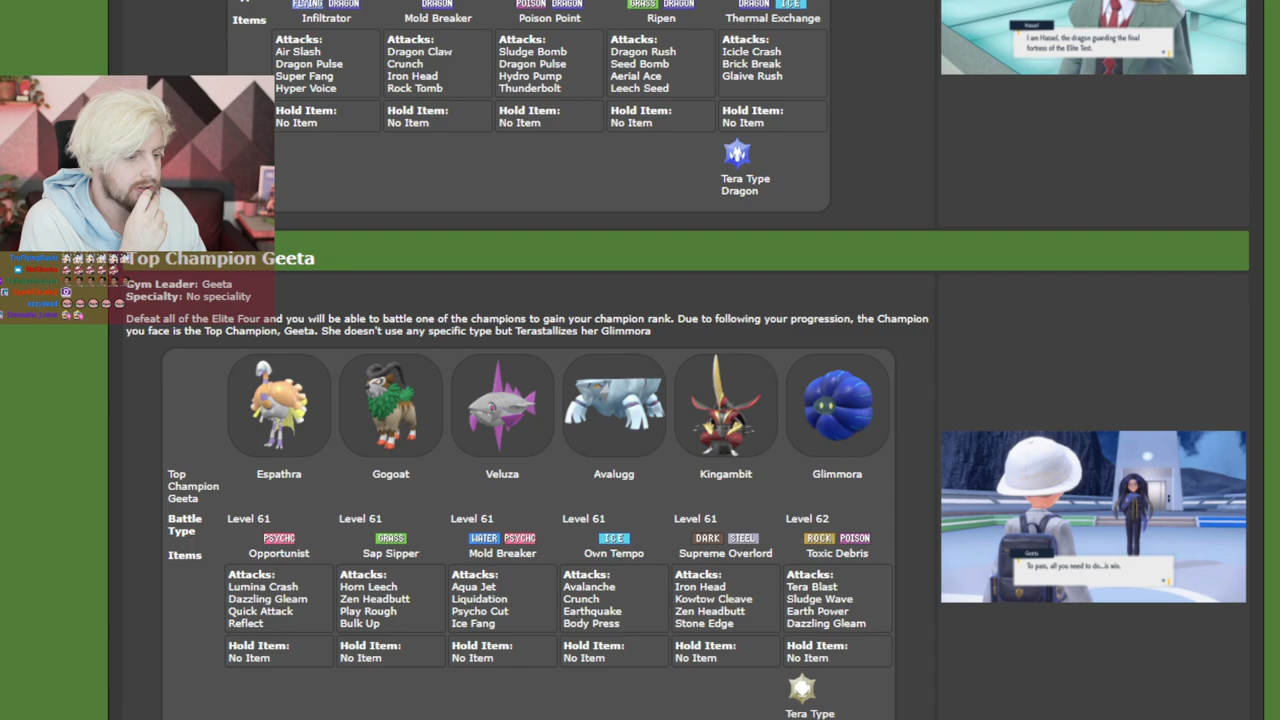 FLYING DRAGON DRAGON POISON DRAGON GRASS DRAGON DRAGON ICE
Items Infiltrator Mold Breaker Poison Point Ripen Thermal Exchange
Attacks: Attacks: Attacks: Attacks: Attacks:
Air Slash Dragon Claw Sludge Bomb Dragon Rush Icicle Crash
Dragon Pulse Crunch Dragon Pulse Seed Bomb Brick Break
Super Fang Iron Head Hydro Pump Aerial Ace Glaive Rush
Hyper Voice Rock Tomb Thunderbolt Leech Seed
Hold Item: Hold Item: Hold Item: Hold Item: Hold Item:
No Item No Item No Item No Item No Item
Tera Type
Dragon
Hassel
I am Hassel, the dragon guarding the final
fortress of the Elite Test.
Top Champion Geeta
Gym Leader: Geeta
Specialty: No speciality
Defeat all of the Elite Four and you will be able to battle one of the champions to gain your champion rank. Due to following your progression, the Champion
you face is the Top Champion, Geeta. She doesn't use any specific type but Terastallizes her Glimmora
Top
Champion
Geeta
Espathra Gogoat Veluza Avalugg Kingambit Glimmora
Battle
Type
Level 61 Level 61 Level 61 Level 61 Level 61 Level 62
PSYCHC GRASS WATER PSYCHC ICE DARK STEEL ROCK POISON
Items Opportunist Sap Sipper Mold Breaker Own Tempo Supreme Overlord Toxic Debris
Attacks: Attacks: Attacks: Attacks: Attacks: Attacks:
Lumina Crash Horn Leech Aqua Jet Avalanche Iron Head Tera Blast
Dazzling Gleam Zen Headbutt Liquidation Crunch Kowtow Cleave Sludge Wave
Quick Attack Play Rough Psycho Cut Earthquake Zen Headbutt Earth Power
Reflect Bulk Up Ice Fang Body Press Stone Edge Dazzling Gleam
Hold Item: Hold Item: Hold Item: Hold Item: Hold Item: Hold Item:
No Item No Item No Item No Item No Item No Item
Tera Type
Geeta
To pass, all you need to do...is win.